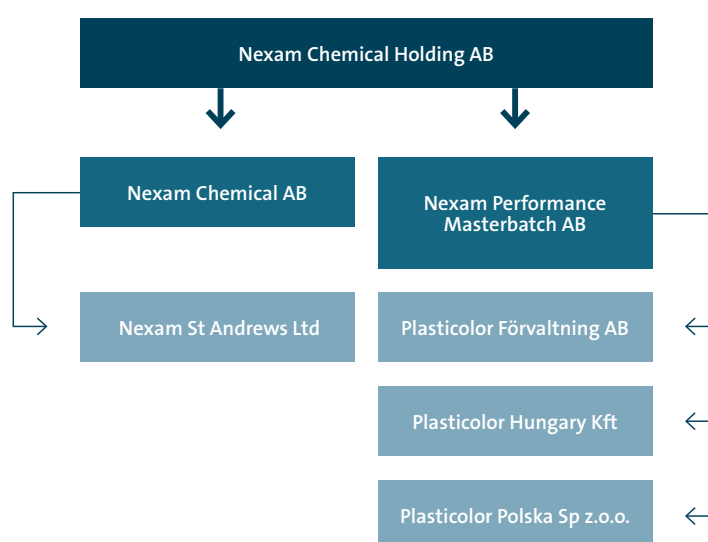 Nexam Chemical Holding AB
Nexam Chemical AB
Nexam Performance
Masterbatch AB
Nexam St Andrews Ltd
Plasticolor Förvaltning AB
Plasticolor Hungary Kft
Plasticolor Polska Sp z.o.o.